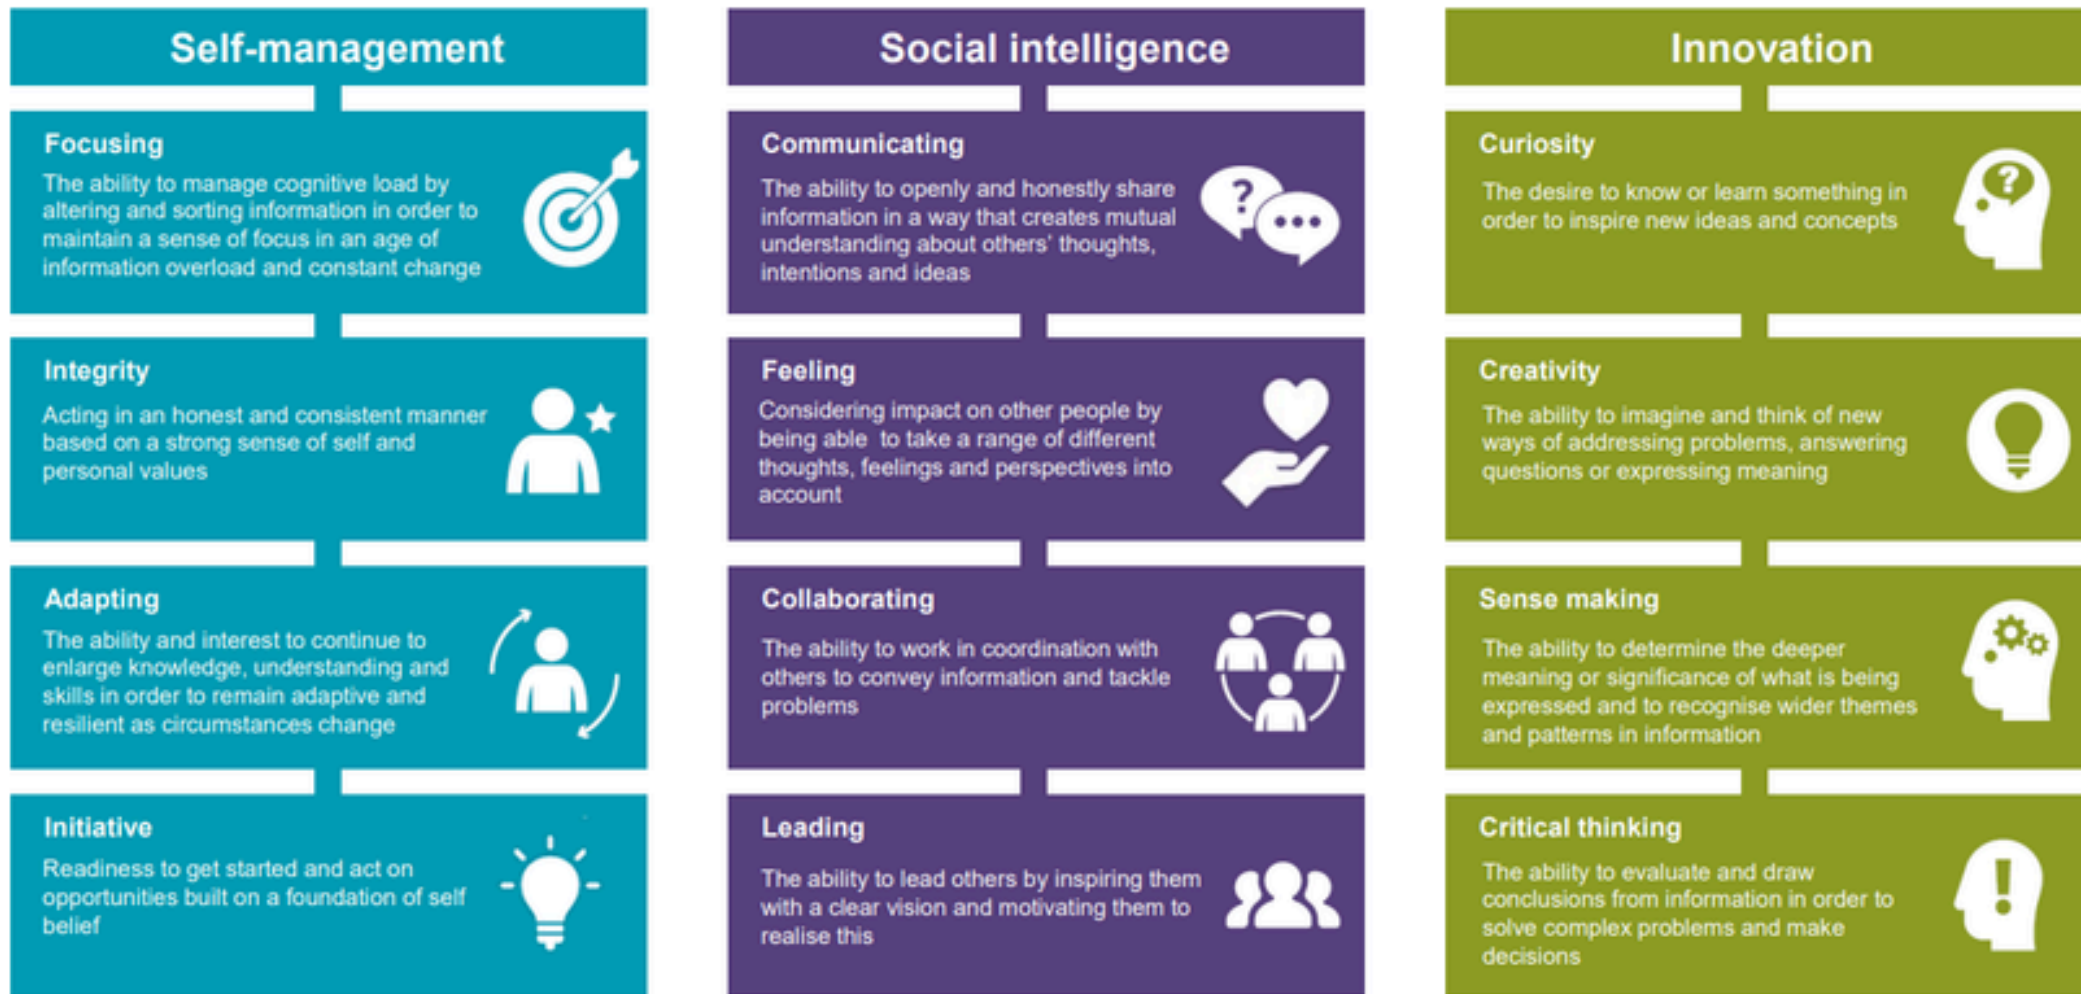 Self-management
Focusing
The ability to manage cognitive load by
altering and sorting information in order to
maintain a sense of focus in an age of
information overload and constant change
Integrity
Acting in an honest and consistent manner
based on a strong sense of self and
personal values
Adapting
The ability and interest to continue to
enlarge knowledge, understanding and
skills in order to remain adaptive and
resilient as circumstances change
Initiative
Readiness to get started and act on
opportunities built on a foundation of self
belief
Social intelligence
Communicating
The ability to openly and honestly share
information in a way that creates mutual
understanding about others' thoughts,
intentions and ideas
?
Feeling
Considering impact on other people by
being able to take a range of different
thoughts, feelings and perspectives into
account
Collaborating
The ability to work in coordination with
others to convey information and tackle
problems
Leading
The ability to lead others by inspiring them
with a clear vision and motivating them to
realise this
Innovation
Curiosity
The desire to know or learn something in
order to inspire new ideas and concepts
?
Creativity
The ability to imagine and think of new
ways of addressing problems, answering
questions or expressing meaning
Sense making
The ability to determine the deeper
meaning or significance of what is being
expressed and to recognise wider themes
and patterns in information
Critical thinking
The ability to evaluate and draw
conclusions from information in order to
solve complex problems and make
decisions
!